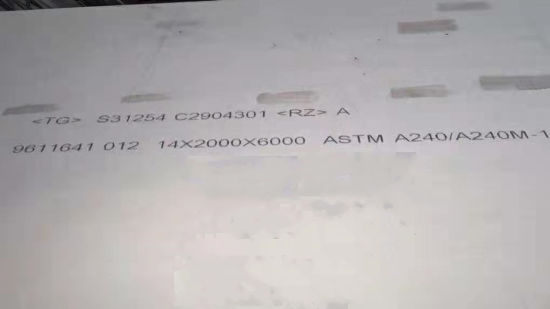 <TG> S31254 C2904301 <RZ> A
9611641 012 14X2000X6000 ASTM A240/A240M-1